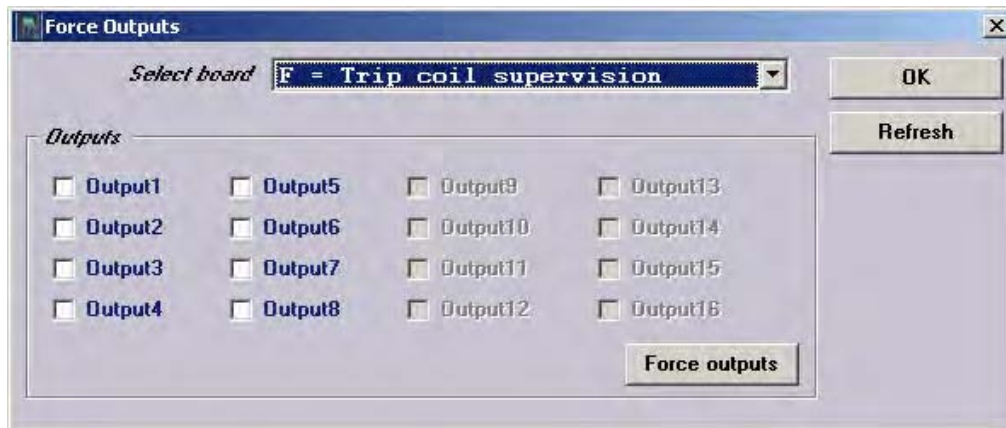 Force Outputs
Select board F = Trip coil supervision
OK
Refresh
Outputs
Output1 Output5 Output9 Output13
Output2 Output6 Output10 Output14
Output3 Output7 Output11 Output15
Output4 Output8 Output12 Output16
Force outputs